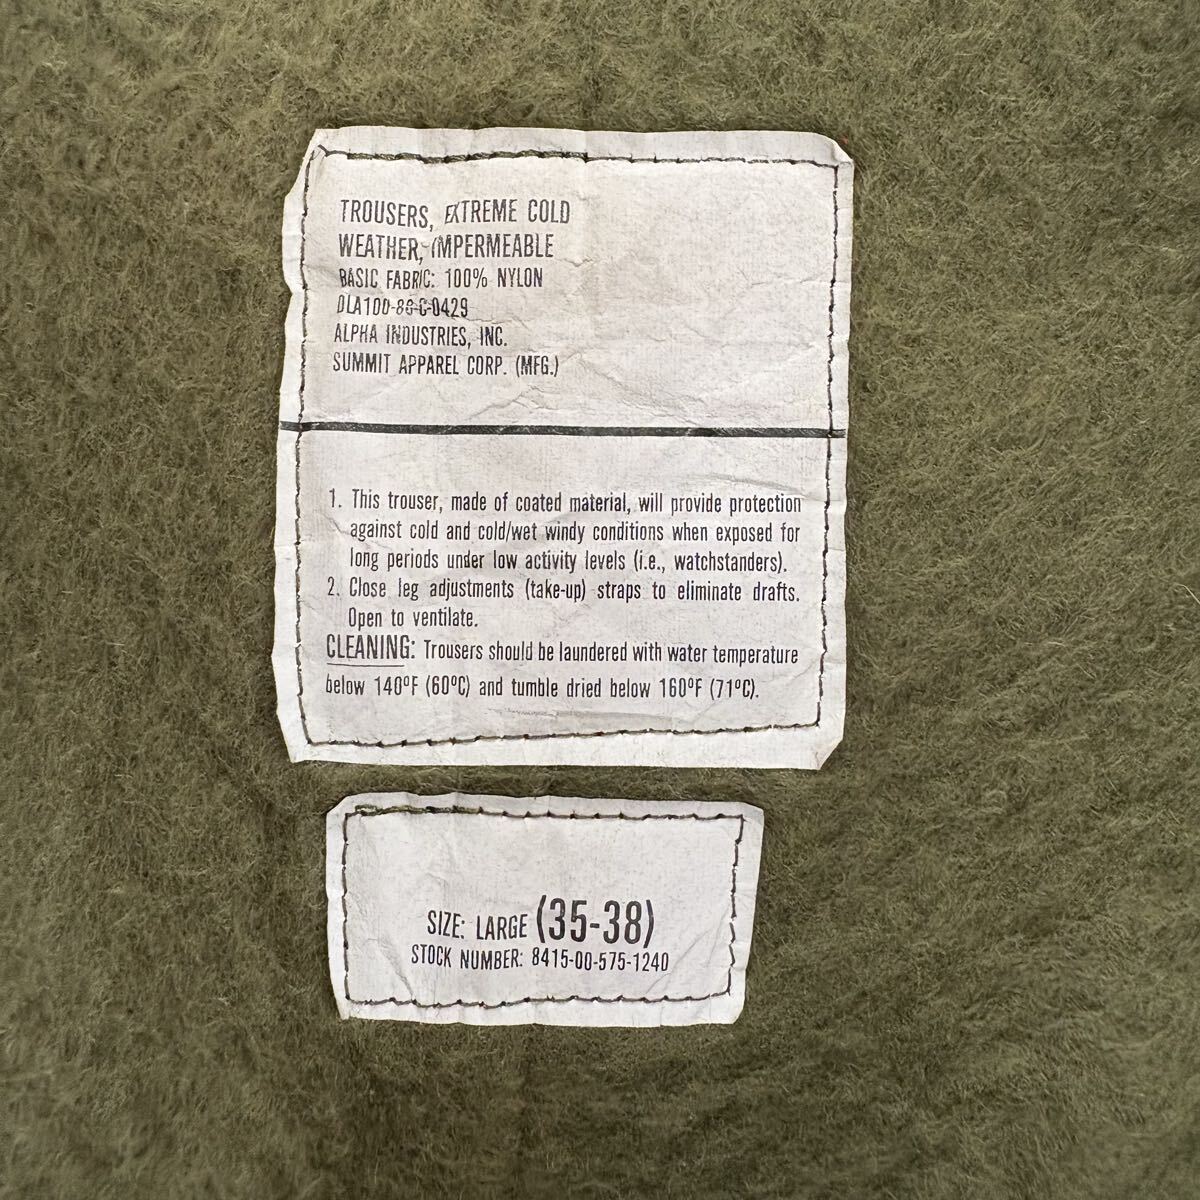 TROUSERS, EXTREME COLD
WEATHER, IMPERMEABLE
BASIC FABRIC: 100% NYLON
DLA100-86-C-0429
ALPHA INDUSTRIES, INC.
SUMMIT APPAREL CORP. (MFG.)
1. This trouser, made of coated material, will provide protection
against cold and cold/wet windy conditions when exposed for
long periods under low activity levels (i.e., watchstanders).
2. Close leg adjustments (take-up) straps to eliminate drafts.
Open to ventilate.
CLEANING: Trousers should be laundered with water temperature
below 140ºF (60ºC) and tumble dried below 160ºF (71ºC).
SIZE: LARGE (35-38)
STOCK NUMBER: 8415-00-575-1240